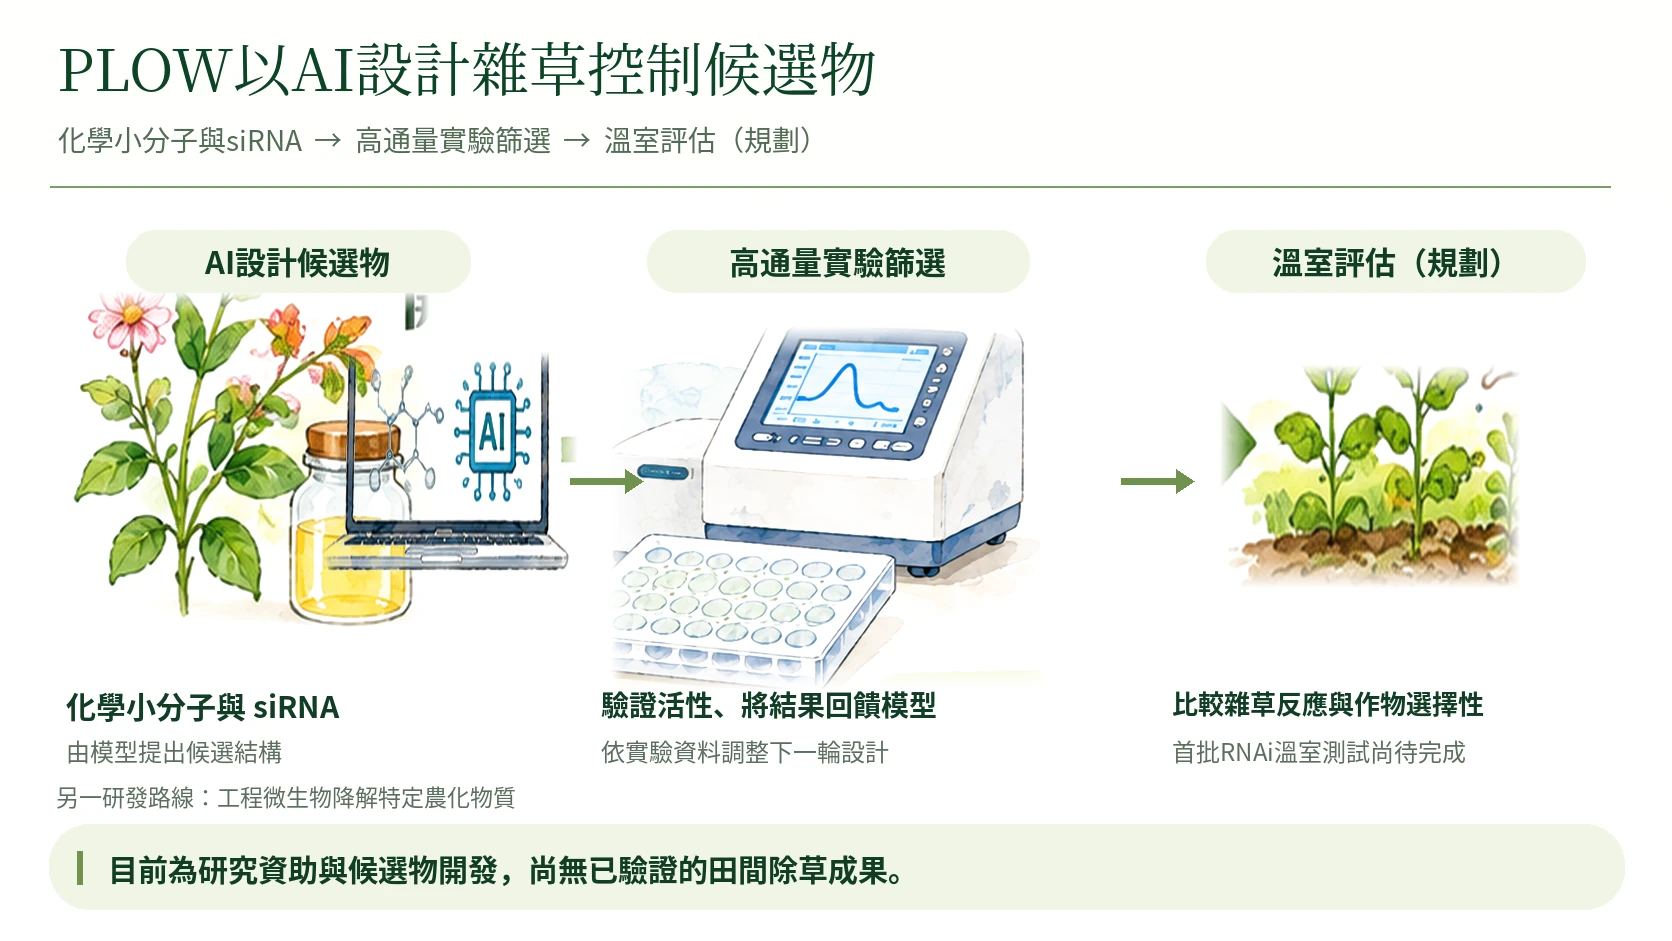 PLOW以AI設計雜草控制候選物
化學小分子與siRNA → 高通量實驗篩選 → 溫室評估（規劃）
AI設計候選物
高通量實驗篩選
溫室評估（規劃）
AI
化學小分子與 siRNA
由模型提出候選結構
另一研發路線：工程微生物降解特定農化物質
驗證活性、將結果回饋模型
依實驗資料調整下一輪設計
比較雜草反應與作物選擇性
首批RNAi溫室測試尚待完成
目前為研究資助與候選物開發，尚無已驗證的田間除草成果。